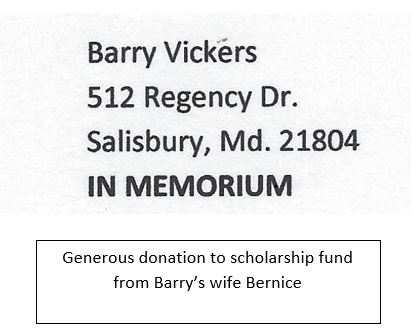 Barry Vickers
512 Regency Dr.
Salisbury, Md. 21804
IN MEMORIUM
Generous donation to scholarship fund
from Barry’s wife Bernice